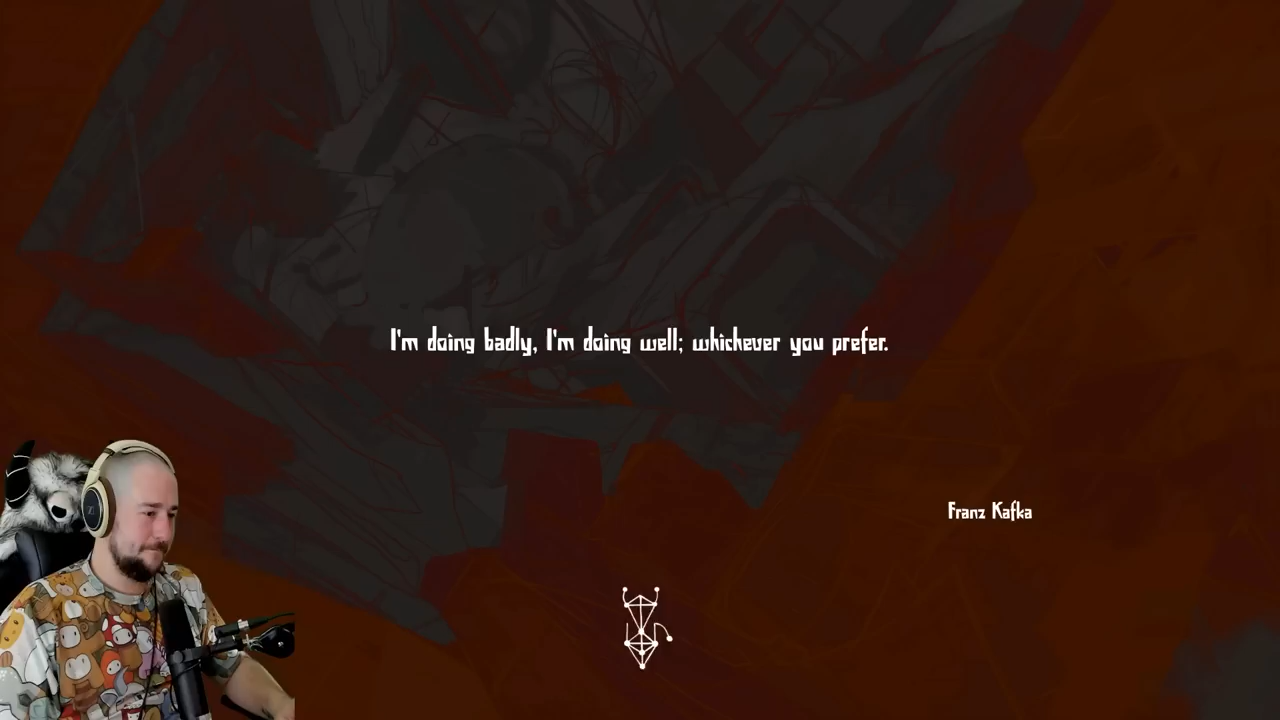 I'm doing badly, I'm doing well; whichever you prefer.
Franz Kafka